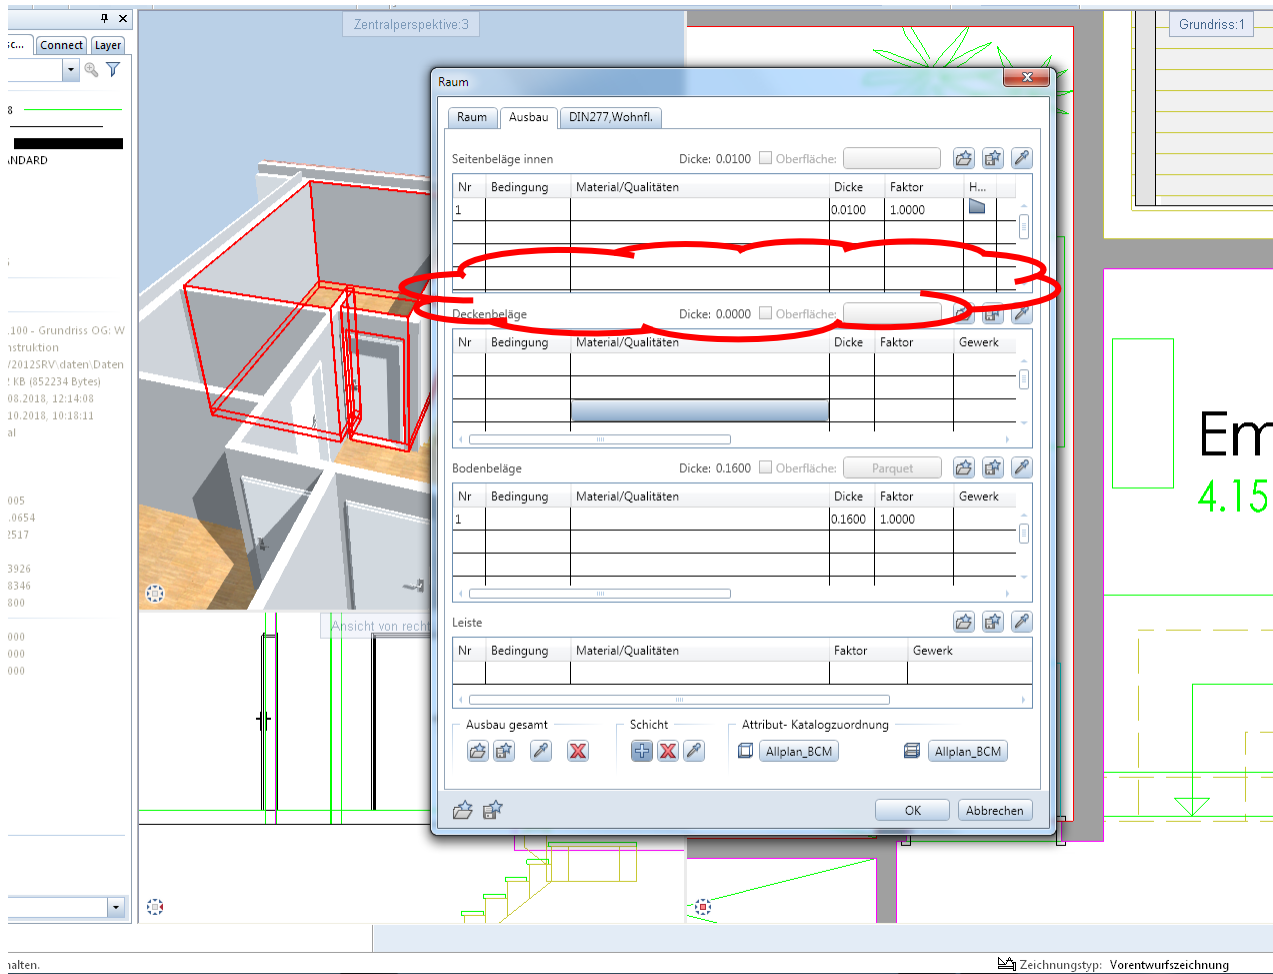 Zentralperspektive:3
Grundriss:1
sc...
Connect
Layer
8
ANDARD
.100 - Grundriss OG: W
nstruktion
/2012SRV\daten\Daten
2 KB (852234 Bytes)
.08.2018, 12:14:08
.10.2018, 10:18:11
al
005
.0654
2517
3926
8346
800
000
000
000
Raum
Raum
Ausbau
DIN277,Wohnfl.
Seitenbeläge innen
Dicke: 0.0100
Oberfläche:
Nr Bedingung Material/Qualitäten Dicke Faktor H...
1 0.0100 1.0000
Deckenbeläge
Dicke: 0.0000
Oberfläche:
Nr Bedingung Material/Qualitäten Dicke Faktor Gewerk
Bodenbeläge
Dicke: 0.1600
Oberfläche:
Parquet
Nr Bedingung Material/Qualitäten Dicke Faktor Gewerk
1 0.1600 1.0000
Leiste
Nr Bedingung Material/Qualitäten Faktor Gewerk
Ausbau gesamt
Schicht
Attribut- Katalogzuordnung
Allplan_BCM
Allplan_BCM
OK
Abbrechen
Em
4.15
Ansicht von recht
halten.
Zeichnungstyp: Vorentwurfszeichnung